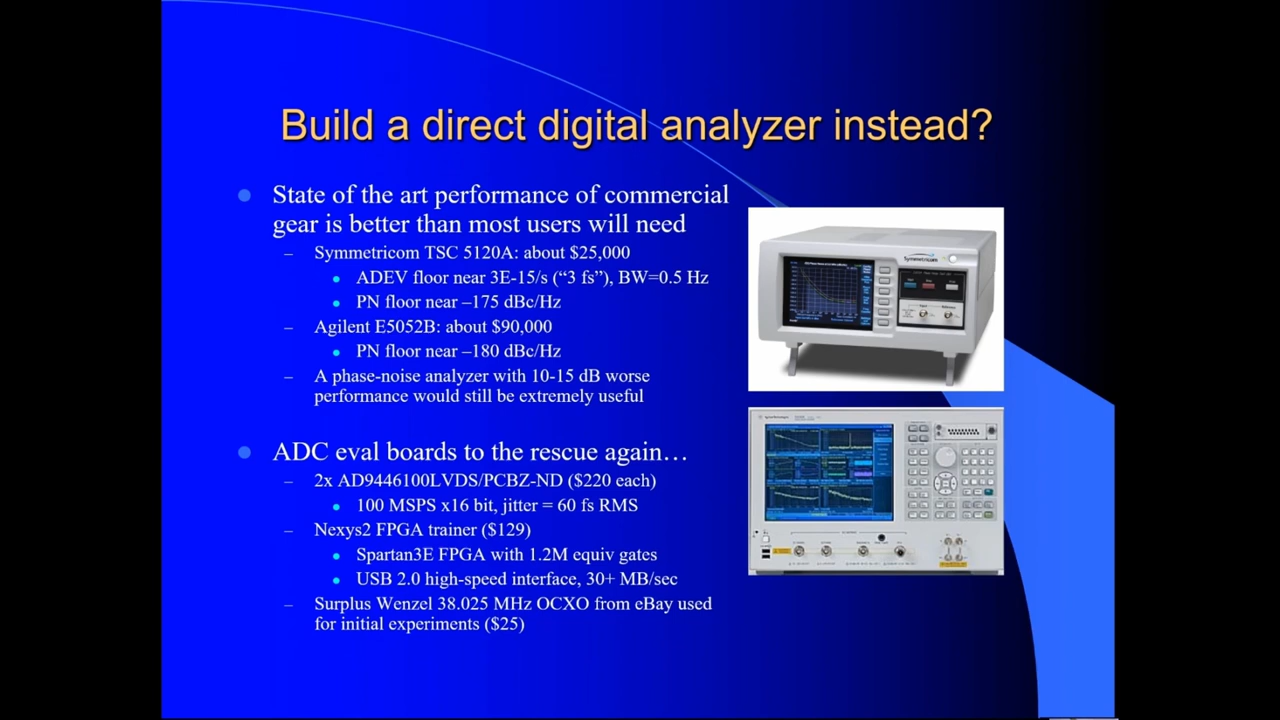 Build a direct digital analyzer instead?
State of the art performance of commercial
gear is better than most users will need
– Symmetricom TSC 5120A: about $25,000
ADEV floor near 3E-15/s (“3 fs”), BW=0.5 Hz
PN floor near –175 dBc/Hz
– Agilent E5052B: about $90,000
PN floor near –180 dBc/Hz
– A phase-noise analyzer with 10-15 dB worse
performance would still be extremely useful
ADC eval boards to the rescue again…
– 2x AD9446100LVDS/PCBZ-ND ($220 each)
100 MSPS x16 bit, jitter = 60 fs RMS
– Nexys2 FPGA trainer ($129)
Spartan3E FPGA with 1.2M equiv gates
USB 2.0 high-speed interface, 30+ MB/sec
– Surplus Wenzel 38.025 MHz OCXO from eBay used
for initial experiments ($25)
Symmetricom